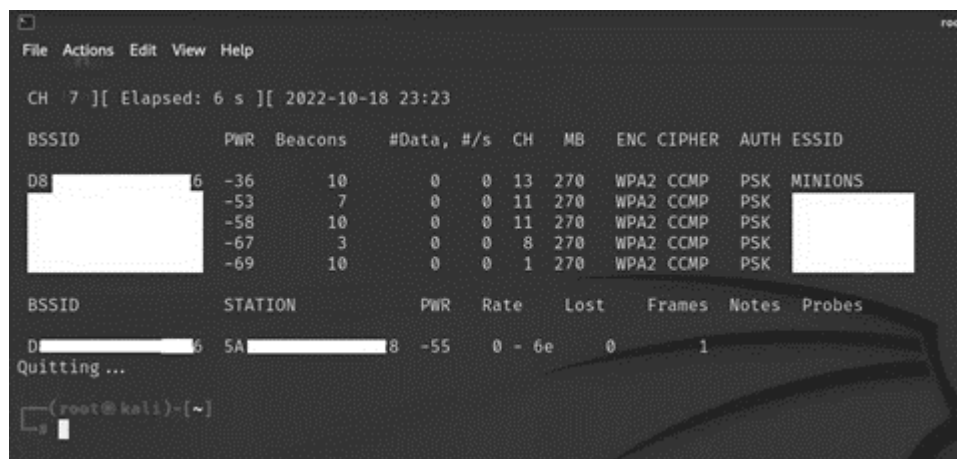 roo
File Actions Edit View Help
CH 7 ][ Elapsed: 6 s ][ 2022-10-18 23:23
BSSID PWR Beacons #Data, #/s CH MB ENC CIPHER AUTH ESSID
D8 6 -36 10 0 0 13 270 WPA2 CCMP PSK MINIONS
-53 7 0 0 11 270 WPA2 CCMP PSK
-58 10 0 0 11 270 WPA2 CCMP PSK
-67 3 0 0 8 270 WPA2 CCMP PSK
-69 10 0 0 1 270 WPA2 CCMP PSK
BSSID STATION PWR Rate Lost Frames Notes Probes
D 6 5A 8 -55 0 - 6e 0 1
Quitting ...
(root㉿kali)-[~]
#